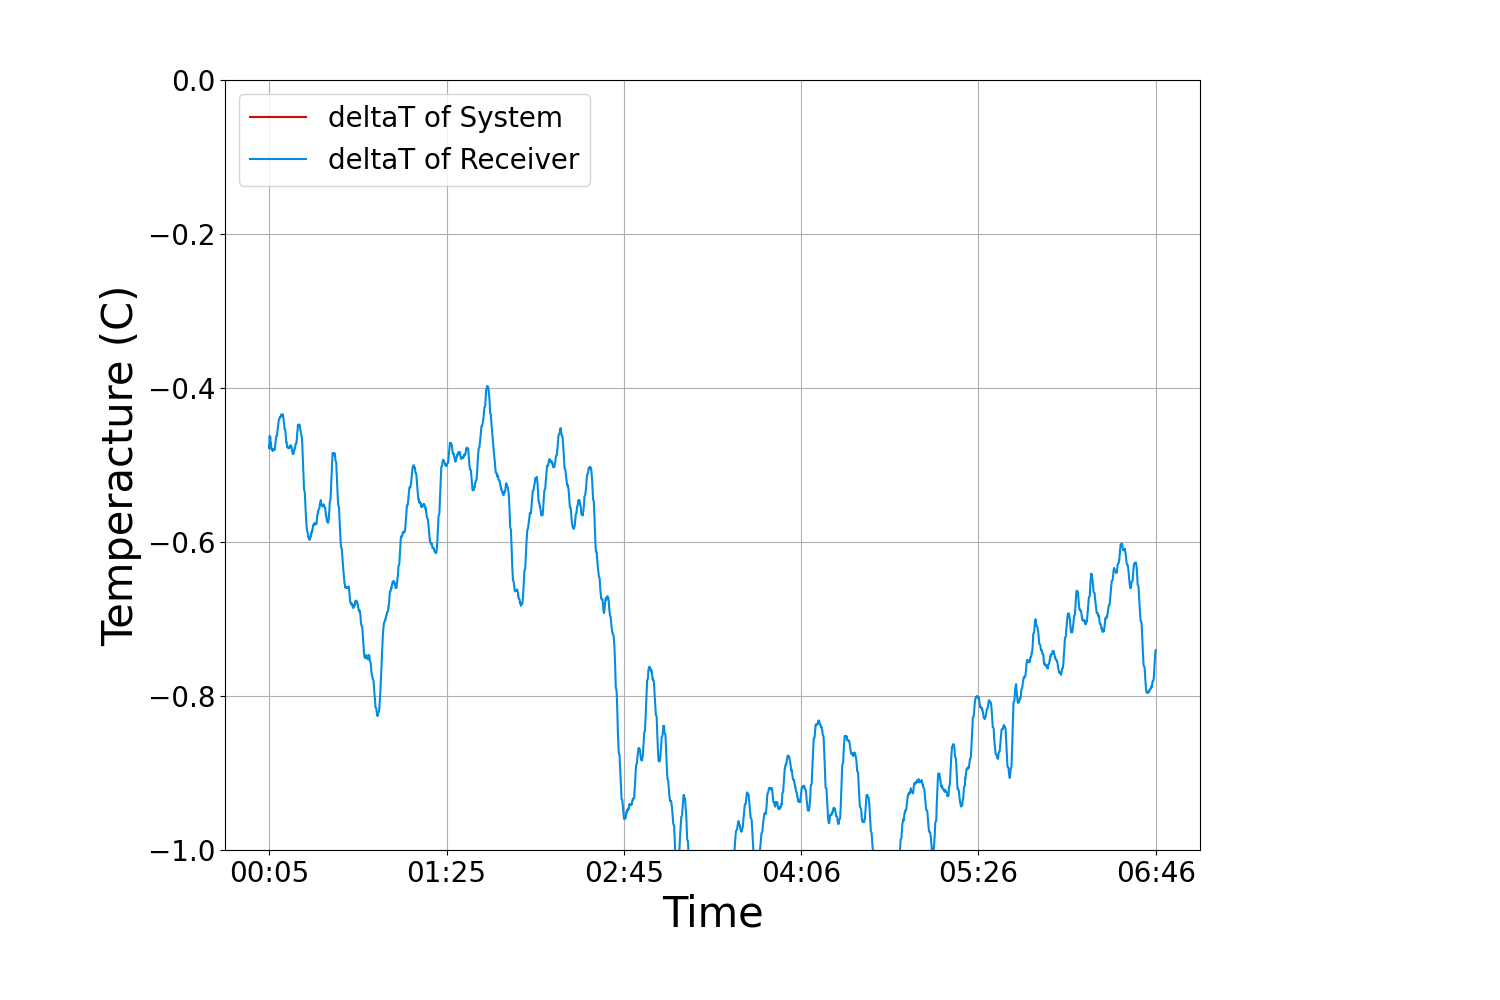 0.0
deltaT of System
deltaT of Receiver
−0.2
−0.4
−0.6
−0.8
−1.0
Temperacture (C)
00:05 01:25 02:45 04:06 05:26 06:46
Time